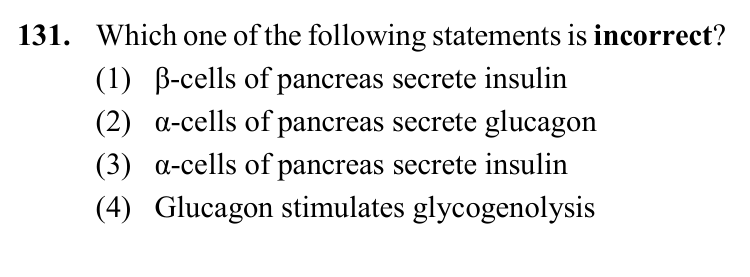 131. Which one of the following statements is incorrect?
(1) β-cells of pancreas secrete insulin
(2) α-cells of pancreas secrete glucagon
(3) α-cells of pancreas secrete insulin
(4) Glucagon stimulates glycogenolysis